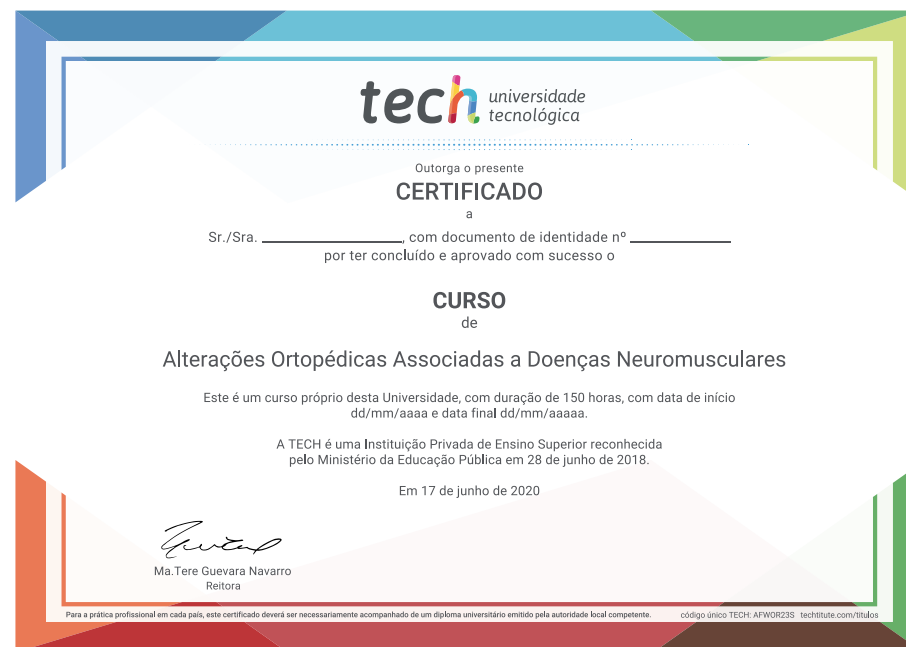 tech universidade
tecnológica
Outorga o presente
CERTIFICADO
a
Sr./Sra. ____________________, com documento de identidade nº ______________
por ter concluído e aprovado com sucesso o
CURSO
de
Alterações Ortopédicas Associadas a Doenças Neuromusculares
Este é um curso próprio desta Universidade, com duração de 150 horas, com data de início
dd/mm/aaaa e data final dd/mm/aaaaa.
A TECH é uma Instituição Privada de Ensino Superior reconhecida
pelo Ministério da Educação Pública em 28 de junho de 2018.
Em 17 de junho de 2020
Ma.Tere Guevara Navarro
Reitora
Para a prática profissional em cada país, este certificado deverá ser necessariamente acompanhado de um diploma universitário emitido pela autoridade local competente. código único TECH: AFWOR23S techtitute.com/titulos